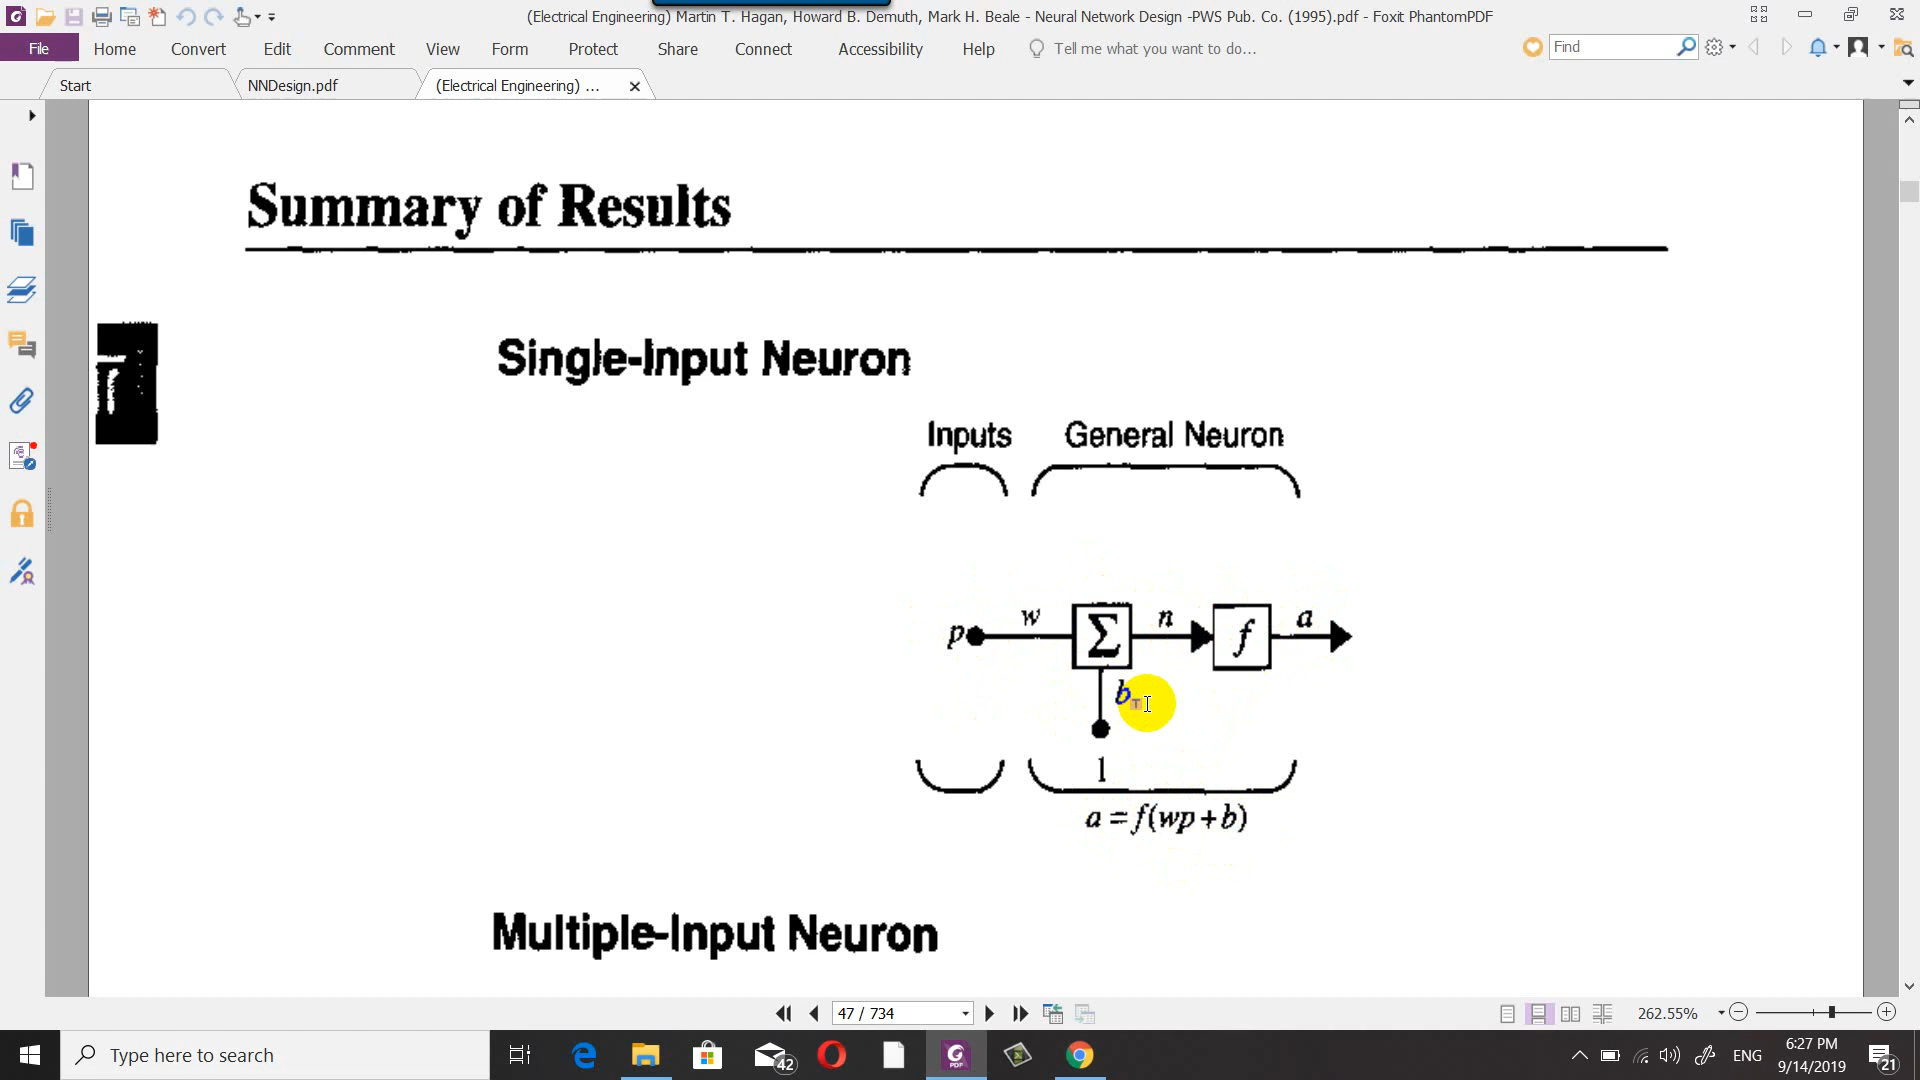 (Electrical Engineering) Martin T. Hagan, Howard B. Demuth, Mark H. Beale - Neural Network Design -PWS Pub. Co. (1995).pdf - Foxit PhantomPDF
File Home Convert Edit Comment View Form Protect Share Connect Accessibility Help Tell me what you want to do... Find
Start NNDesign.pdf (Electrical Engineering) ...
Summary of Results
Single-Input Neuron
Inputs General Neuron
p w Σ n f a
b
1
a = f(wp + b)
Multiple-Input Neuron
47 / 734 262.55%
Type here to search 42 ENG 6:27 PM
9/14/2019 21